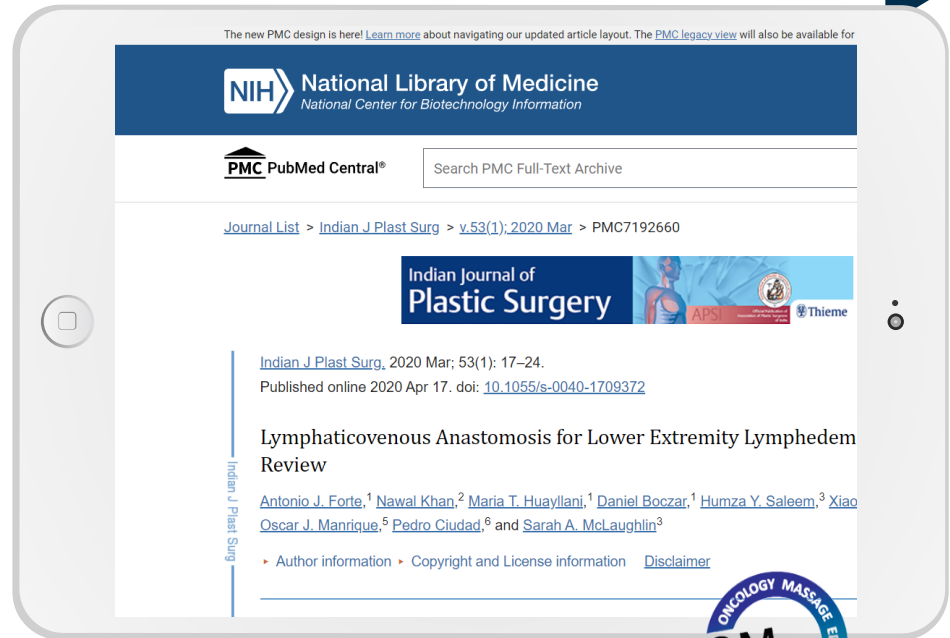 The new PMC design is here! Learn more about navigating our updated article layout. The PMC legacy view will also be available for
NIH National Library of Medicine
National Center for Biotechnology Information
PMC PubMed Central®
Search PMC Full-Text Archive
Journal List > Indian J Plast Surg > v.53(1); 2020 Mar > PMC7192660
Indian Journal of
Plastic Surgery
APSI
Thieme
Indian J Plast Surg. 2020 Mar; 53(1): 17–24.
Published online 2020 Apr 17. doi: 10.1055/s-0040-1709372
Lymphaticovenous Anastomosis for Lower Extremity Lymphedem
Review
Indian J Plast Surg
Antonio J. Forte,1 Nawal Khan,2 Maria T. Huayllani,1 Daniel Boczar,1 Humza Y. Saleem,3 Xiao
Oscar J. Manrique,5 Pedro Ciudad,6 and Sarah A. McLaughlin3
▸ Author information ▸ Copyright and License information Disclaimer
ONCOLOGY MASSAGE